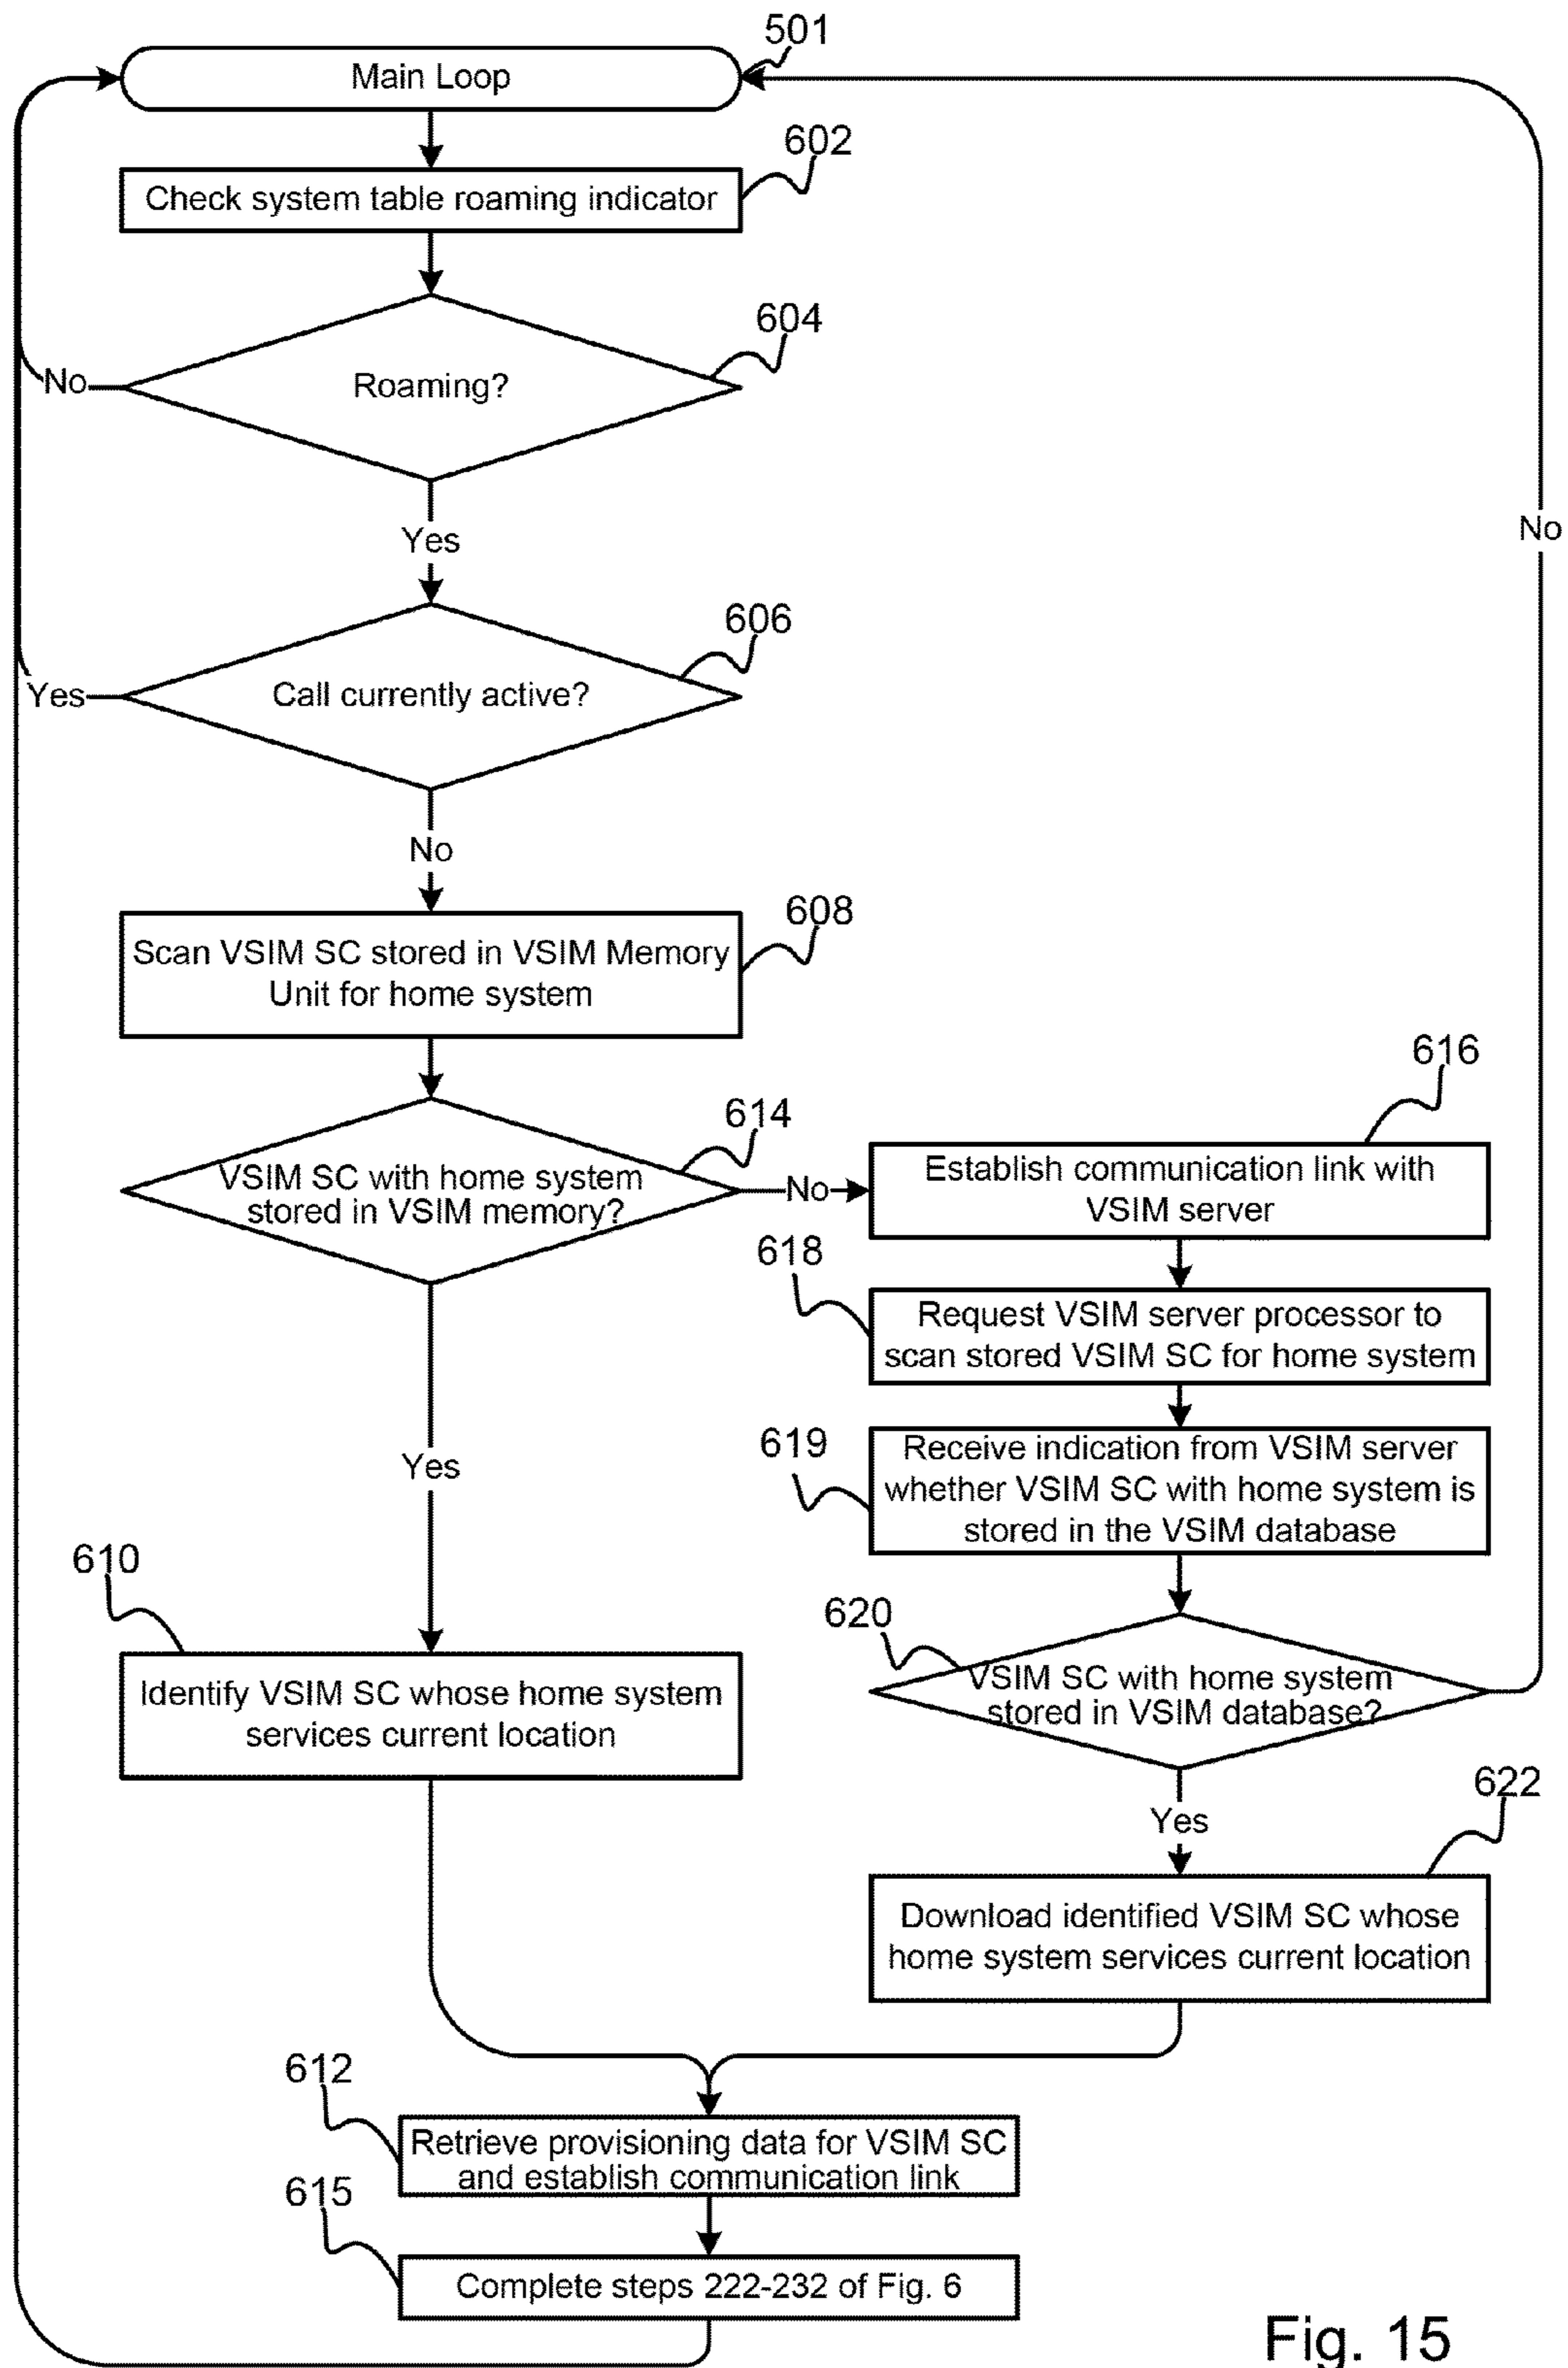 501
Main Loop
602
Check system table roaming indicator
604
Roaming?
No
Yes
606
Call currently active?
Yes
No
No
608
Scan VSIM SC stored in VSIM Memory
Unit for home system
614
VSIM SC with home system
stored in VSIM memory?
No
616
Establish communication link with
VSIM server
618
Request VSIM server processor to
scan stored VSIM SC for home system
619
Receive indication from VSIM server
whether VSIM SC with home system is
stored in the VSIM database
Yes
610
Identify VSIM SC whose home system
services current location
620
VSIM SC with home system
stored in VSIM database?
Yes
622
Download identified VSIM SC whose
home system services current location
612
Retrieve provisioning data for VSIM SC
and establish communication link
615
Complete steps 222-232 of Fig. 6
Fig. 15